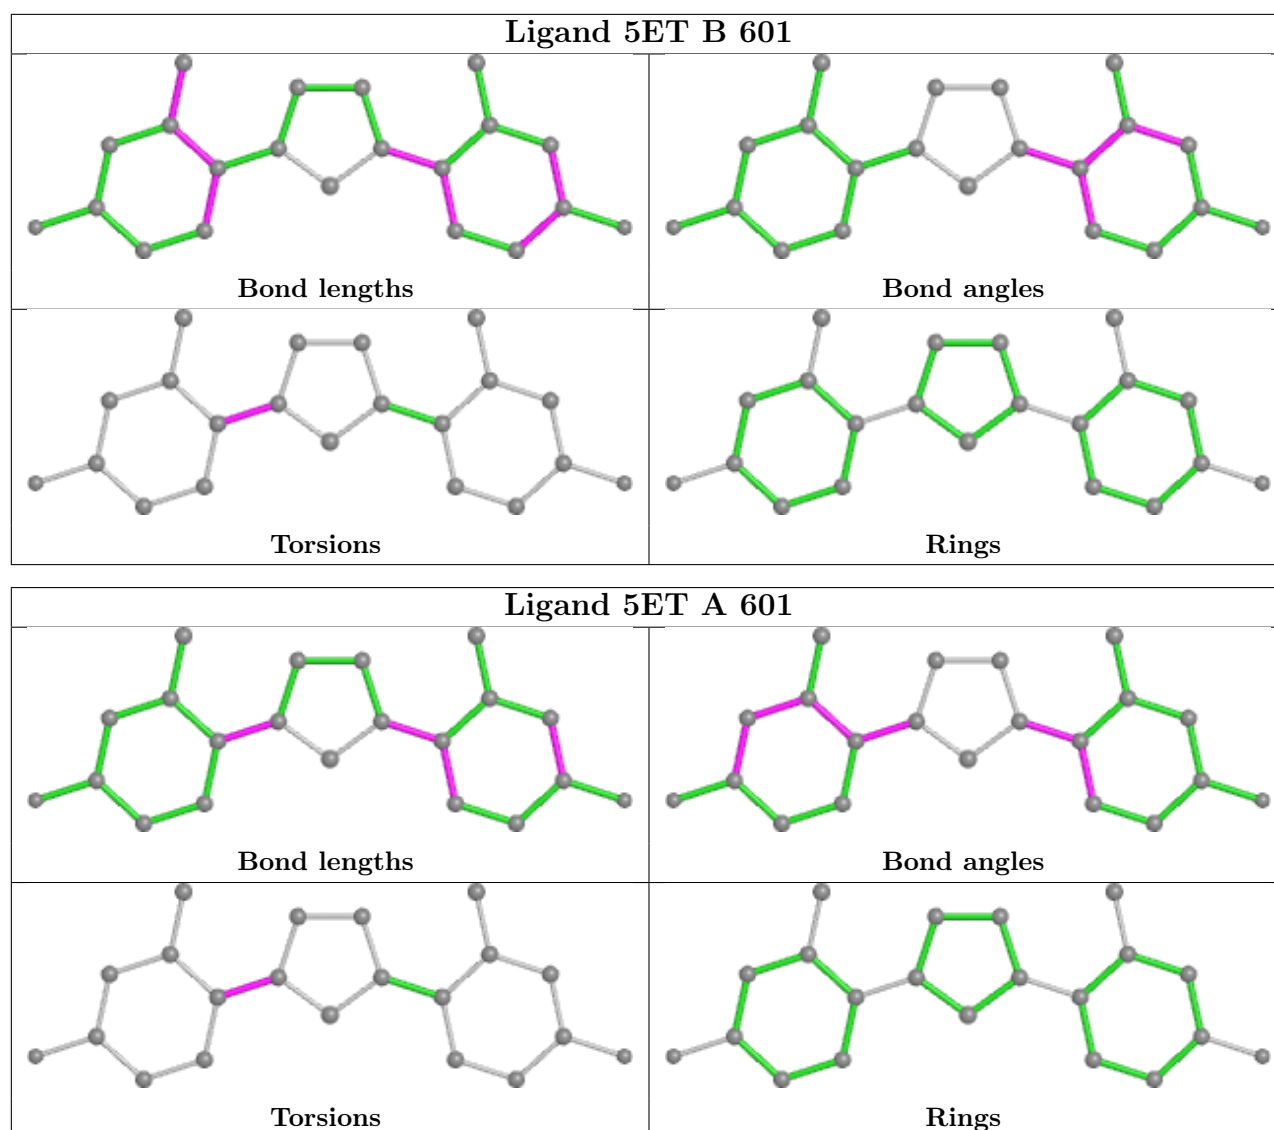 Ligand 5ET B 601
Bond lengths
Bond angles
Torsions
Rings
Ligand 5ET A 601
Bond lengths
Bond angles
Torsions
Rings